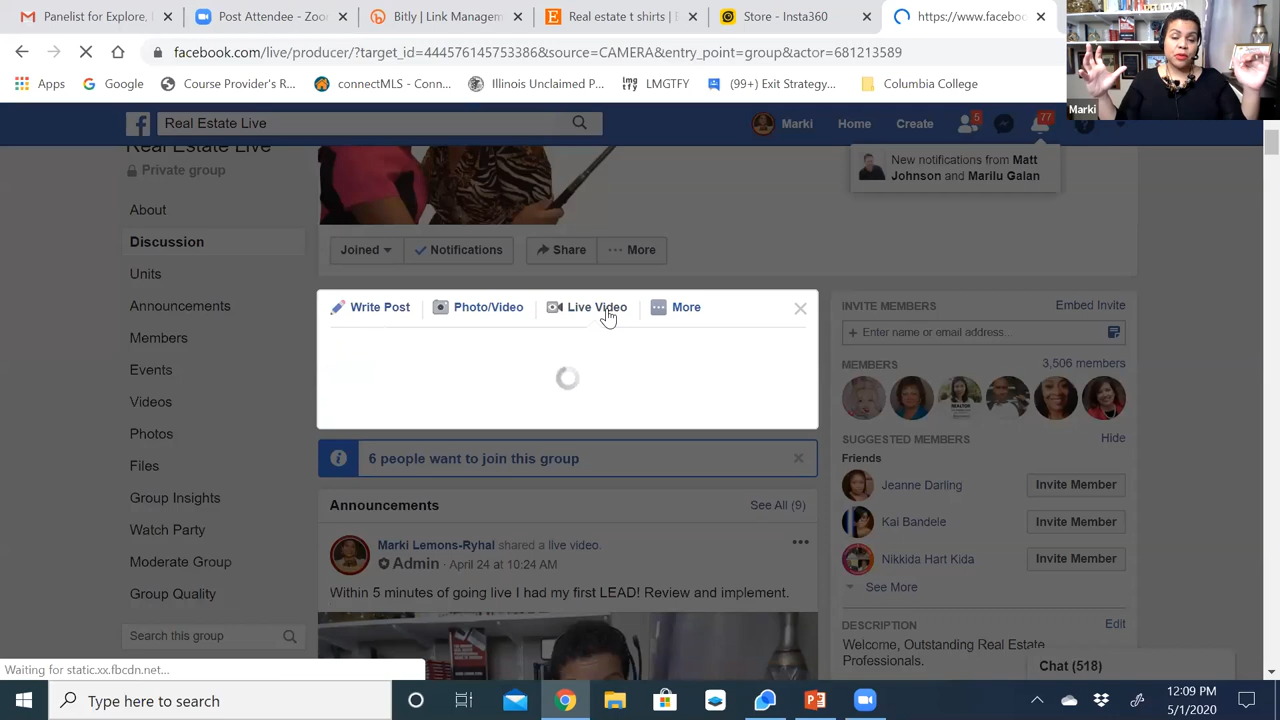 Panelist for Explore.
Post Attendee - Zoo
Bitly | Link Managem
Real estate t shirts |
Store - Insta360
https://www.faceboo
facebook.com/live/producer/?target_id=444576145763386&source=CAMERA&entry_point=group&actor=681213589
Apps
Google
Course Provider's R...
ConnectMLS - Conn...
Illinois Unclaimed P...
img
LMGTFY
(99+) Exit Strategy...
Columbia College
Marki
Real Estate Live
Marki
Home
Create
5
77
Real Estate Live
Private group
New notifications from Matt
Johnson and Marilu Galan
About
Discussion
Units
Announcements
Members
Events
Videos
Photos
Files
Group Insights
Watch Party
Moderate Group
Group Quality
Search this group
Joined
Notifications
Share
More
Write Post
Photo/Video
Live Video
More
6 people want to join this group
Announcements
See All (9)
Marki Lemons-Ryhal shared a live video.
Admin · April 24 at 10:24 AM
Within 5 minutes of going live I had my first LEAD! Review and implement.
INVITE MEMBERS
Embed Invite
+ Enter name or email address...
MEMBERS
3,506 members
SUGGESTED MEMBERS
Hide
Friends
Jeanne Darling
Invite Member
Kai Bandele
Invite Member
Nikkida Hart Kida
Invite Member
See More
DESCRIPTION
Edit
Welcome, Outstanding Real Estate
Professionals.
Chat (518)
Waiting for static.xx.fbcdn.net...
Type here to search
12:09 PM
5/1/2020